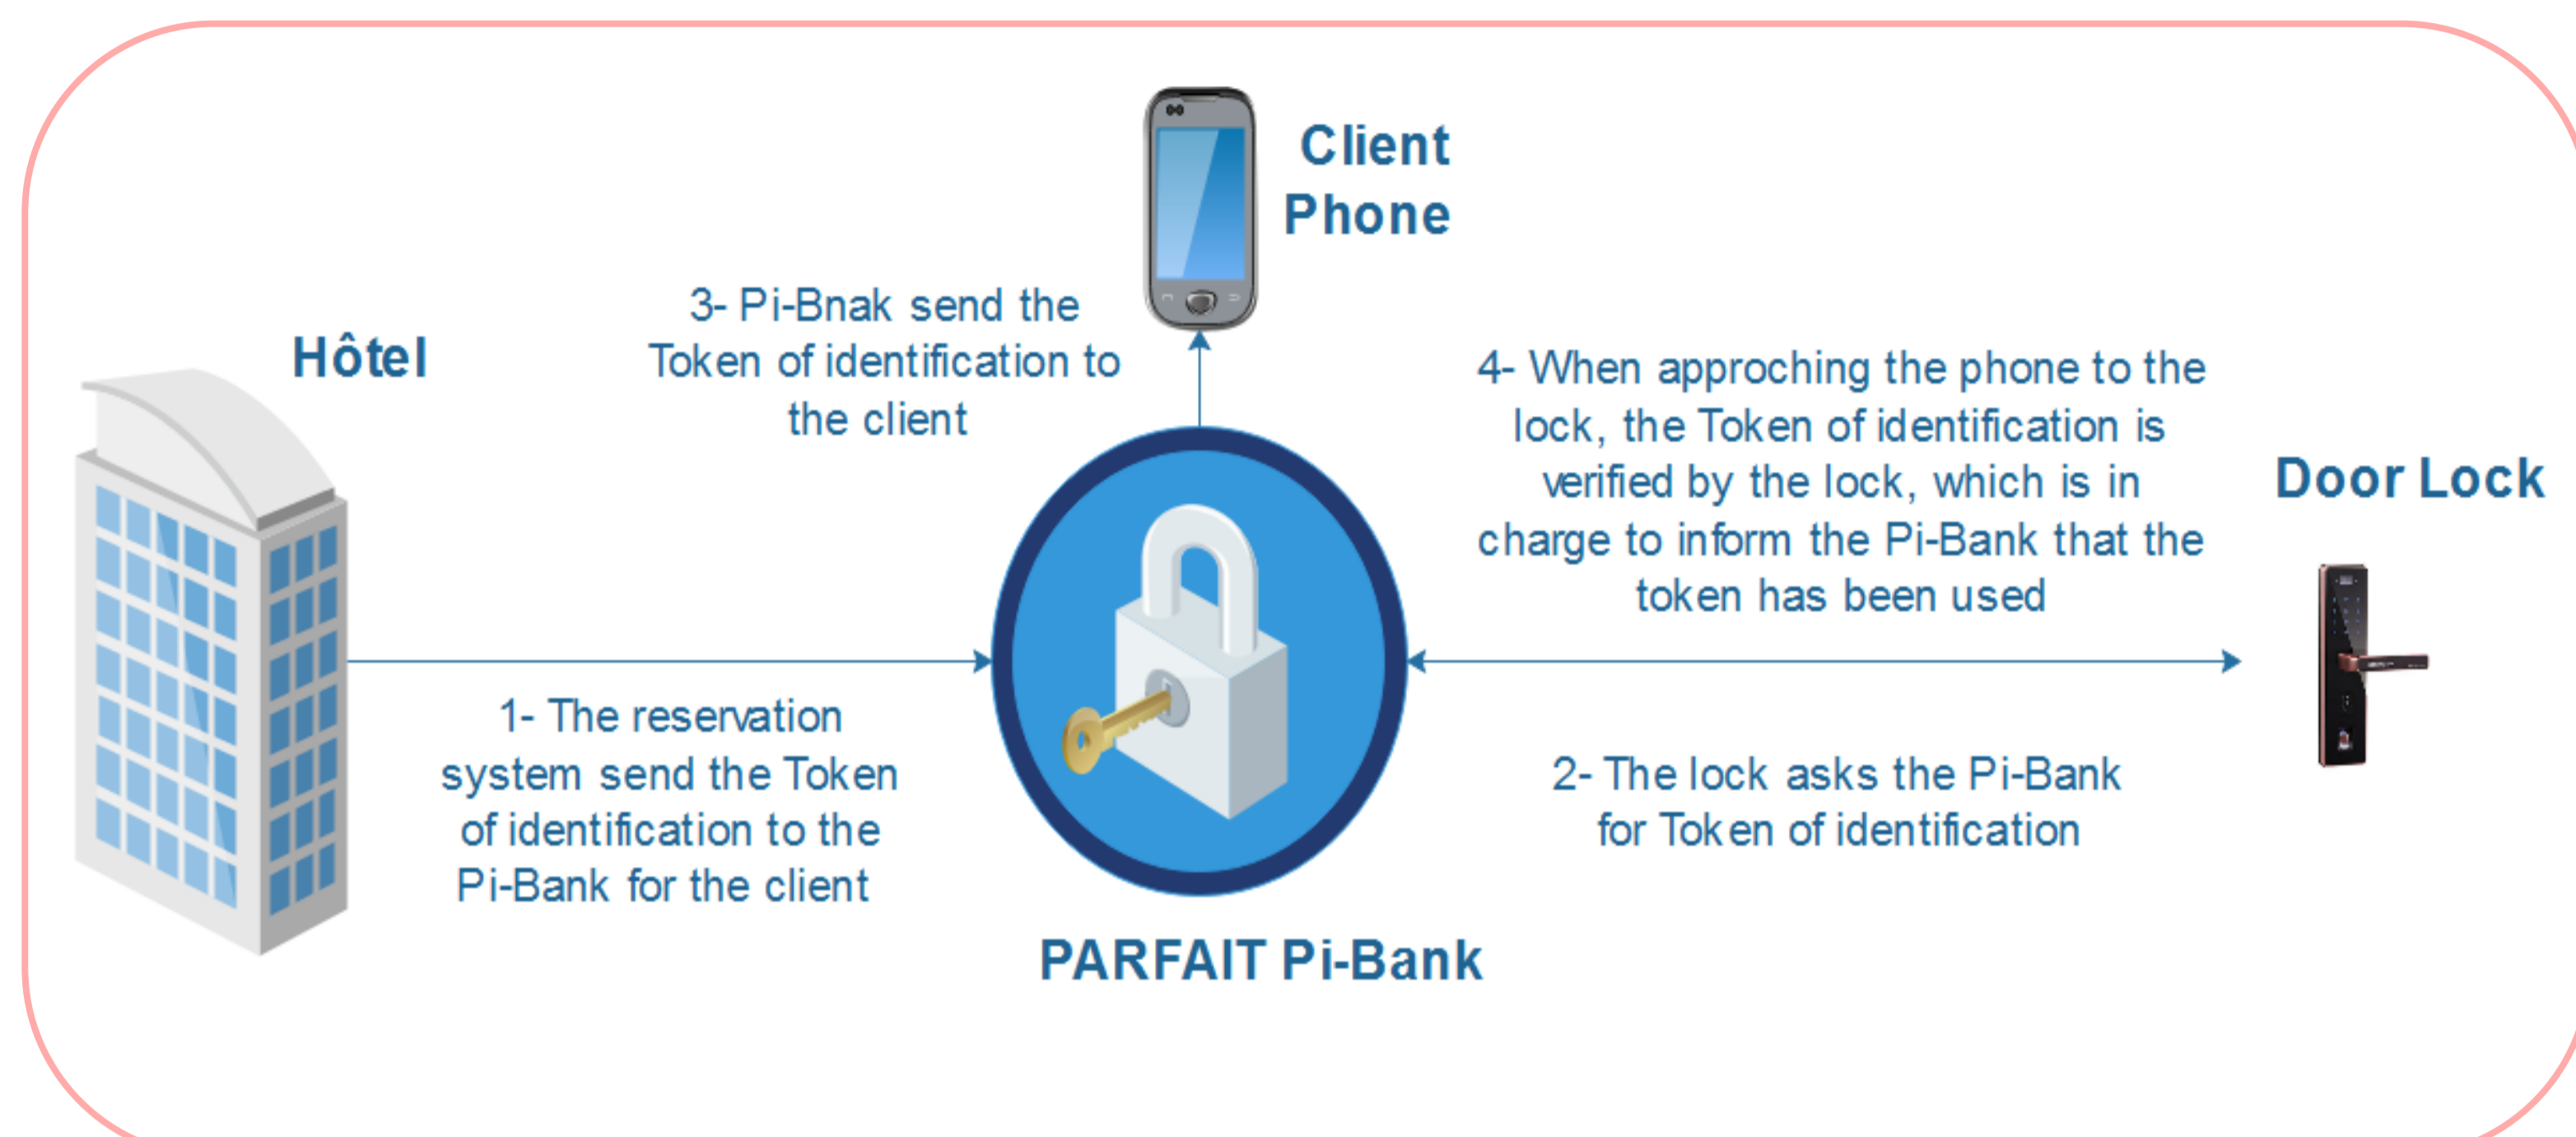 Client
Phone
3- Pi-Bnak send the
Token of identification to
the client
Hôtel
4- When approching the phone to the
lock, the Token of identification is
verified by the lock, which is in
charge to inform the Pi-Bank that the
token has been used
Door Lock
1- The reservation
system send the Token
of identification to the
Pi-Bank for the client
2- The lock asks the Pi-Bank
for Token of identification
PARFAIT Pi-Bank